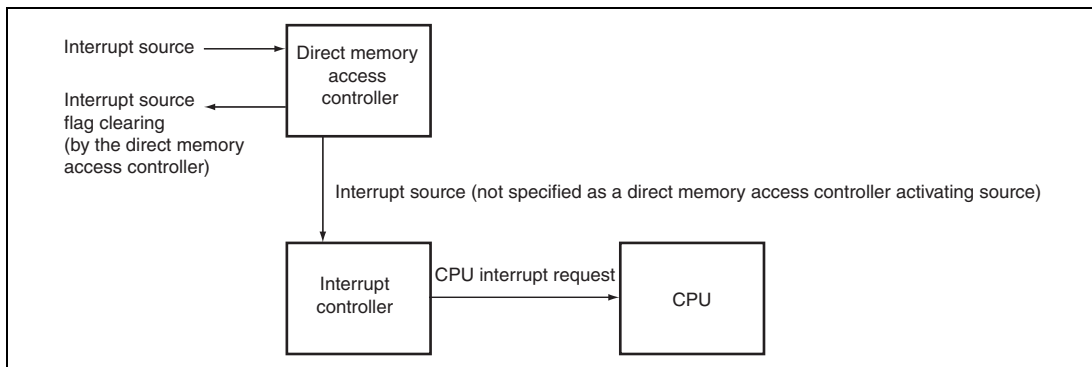 Interrupt source
Direct memory
access
controller
Interrupt source
flag clearing
(by the direct memory
access controller)
Interrupt source (not specified as a direct memory access controller activating source)
Interrupt
controller
CPU interrupt request
CPU